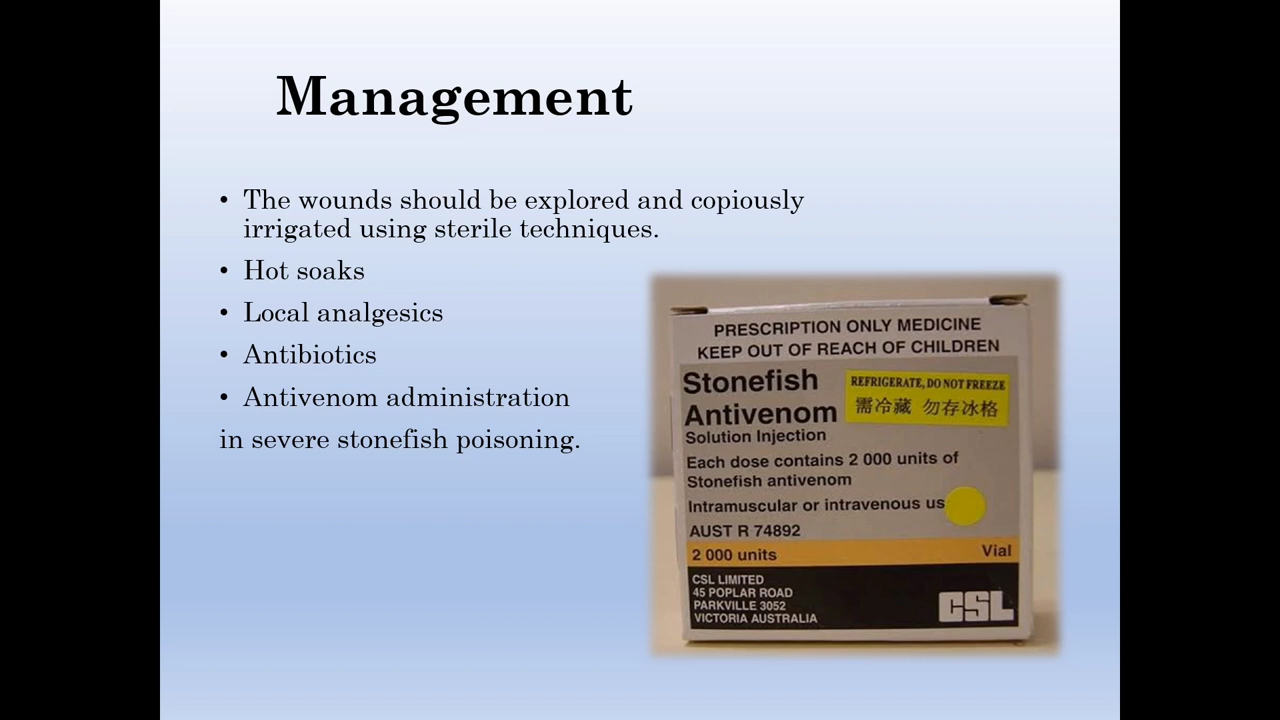 Management
• The wounds should be explored and copiously
irrigated using sterile techniques.
• Hot soaks
• Local analgesics
• Antibiotics
• Antivenom administration
in severe stonefish poisoning.
PRESCRIPTION ONLY MEDICINE
KEEP OUT OF REACH OF CHILDREN
Stonefish
Antivenom
REFRIGERATE, DO NOT FREEZE
需冷藏 勿存冰格
Solution Injection
Each dose contains 2 000 units of
Stonefish antivenom
Intramuscular or intravenous us
AUST R 74892
2 000 units Vial
CSL LIMITED
45 POPLAR ROAD
PARKVILLE 3052
VICTORIA AUSTRALIA
CSL